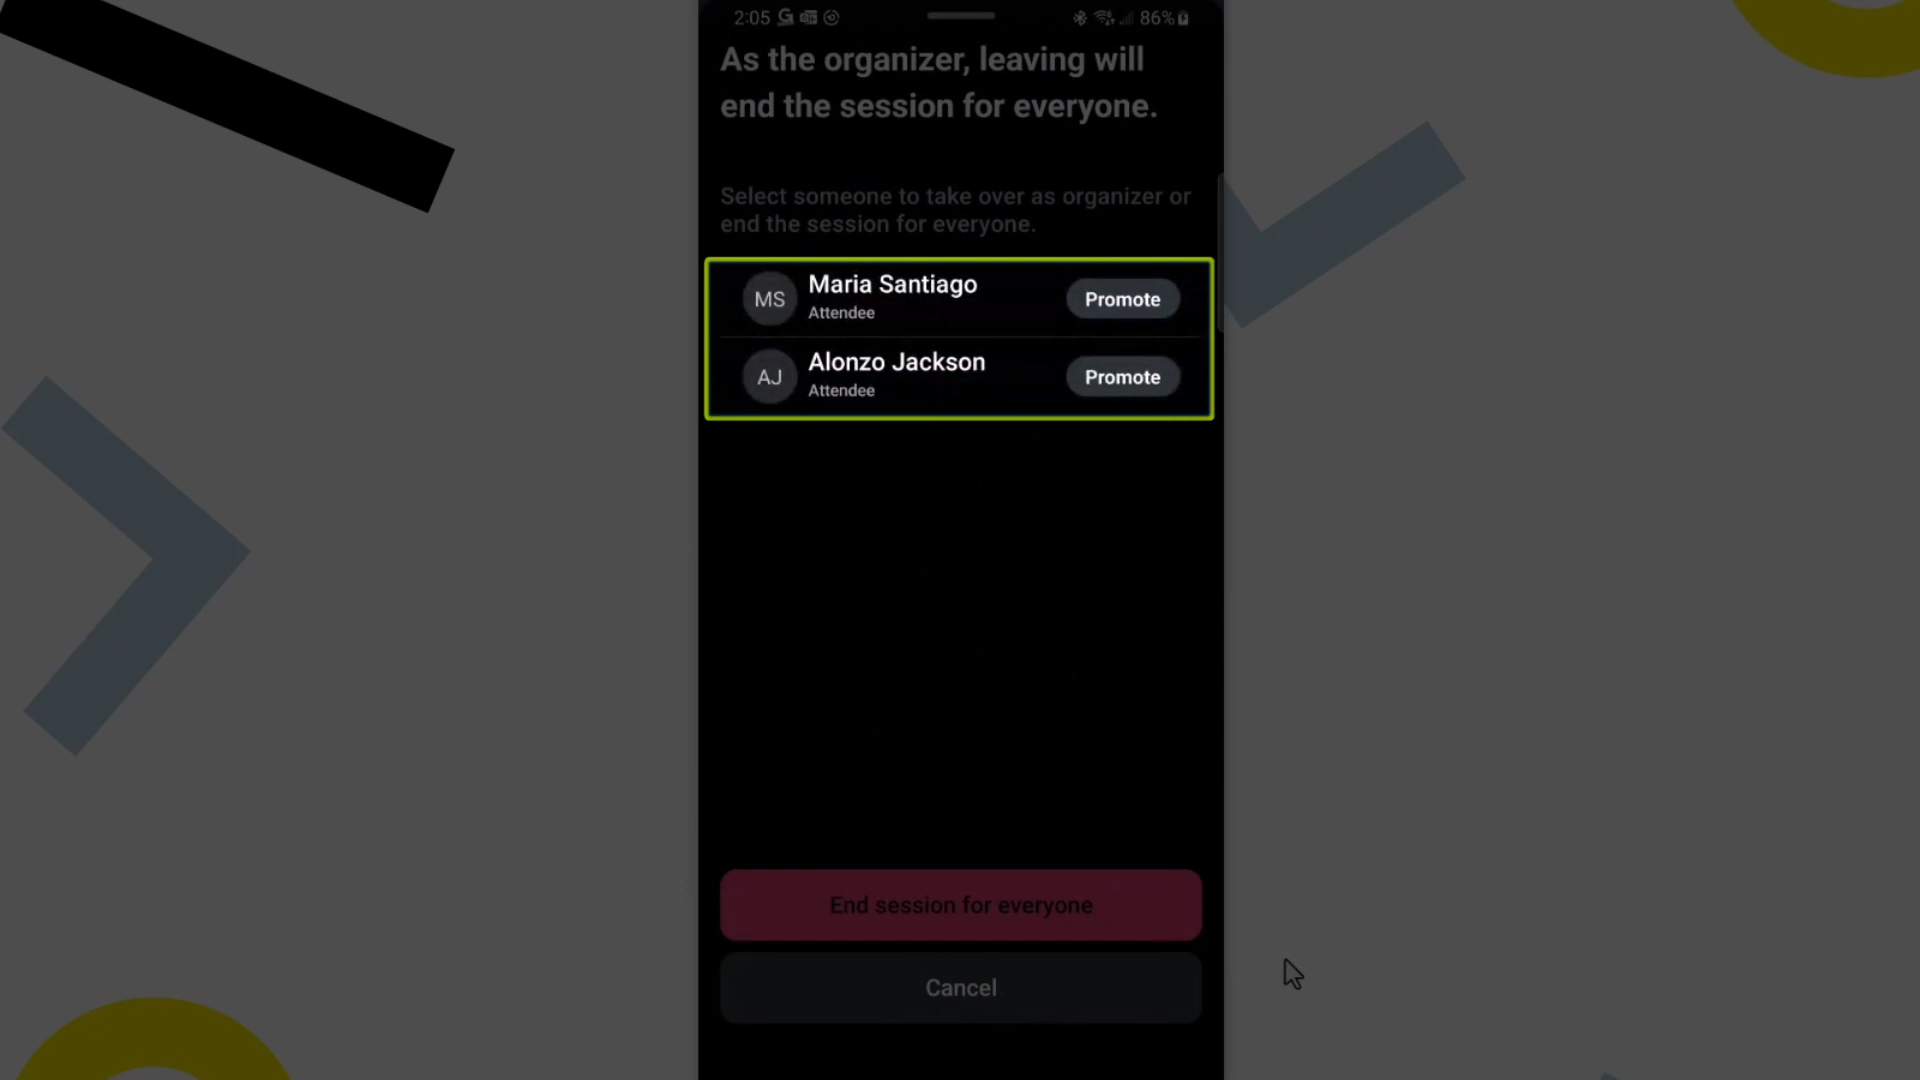 2:05 86%
As the organizer, leaving will
end the session for everyone.
Select someone to take over as organizer or
end the session for everyone.
MS Maria Santiago
Attendee
Promote
AJ Alonzo Jackson
Attendee
Promote
End session for everyone
Cancel